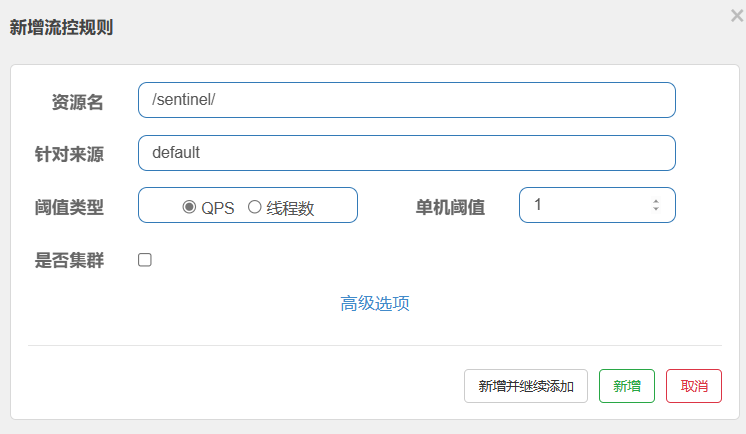 新增流控规则
资源名 /sentinel/
针对来源 default
阈值类型 QPS 线程数 单机阈值 1
是否集群
高级选项
新增并继续添加 新增 取消